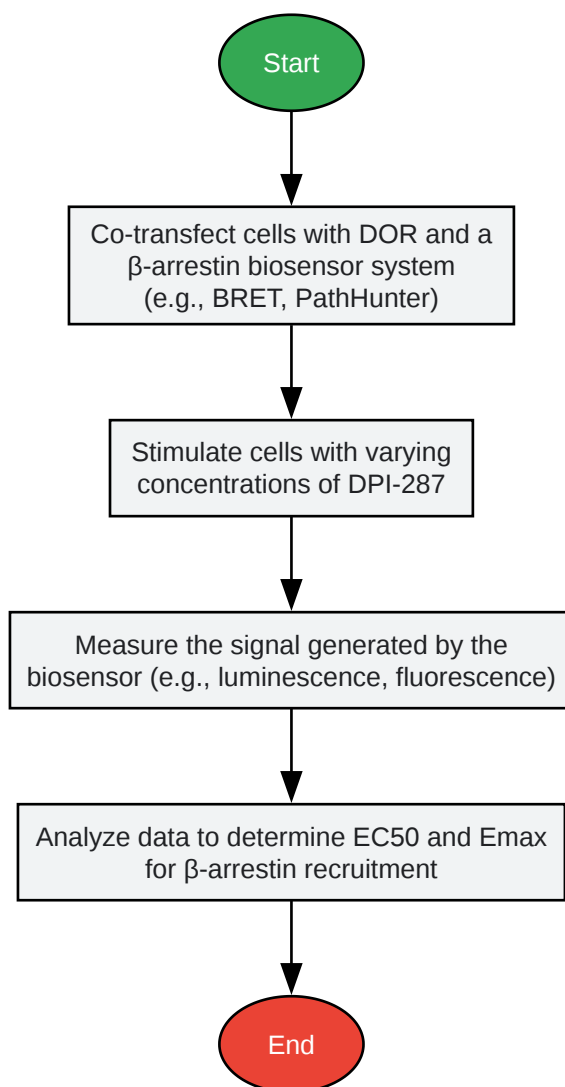 Start
Co-transfect cells with DOR and a
β-arrestin biosensor system
(e.g., BRET, PathHunter)
Stimulate cells with varying
concentrations of DPI-287
Measure the signal generated by the
biosensor (e.g., luminescence, fluorescence)
Analyze data to determine EC50 and Emax
for β-arrestin recruitment
End